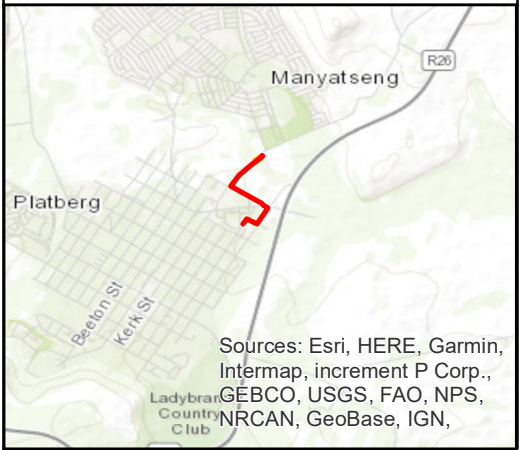 R26
Manyatseng
Platberg
Beeton St
Kerk St
Sources: Esri, HERE, Garmin,
Intermap, increment P Corp.,
GEBCO, USGS, FAO, NPS,
NRCAN, GeoBase, IGN,
Ladybran
Country
Club